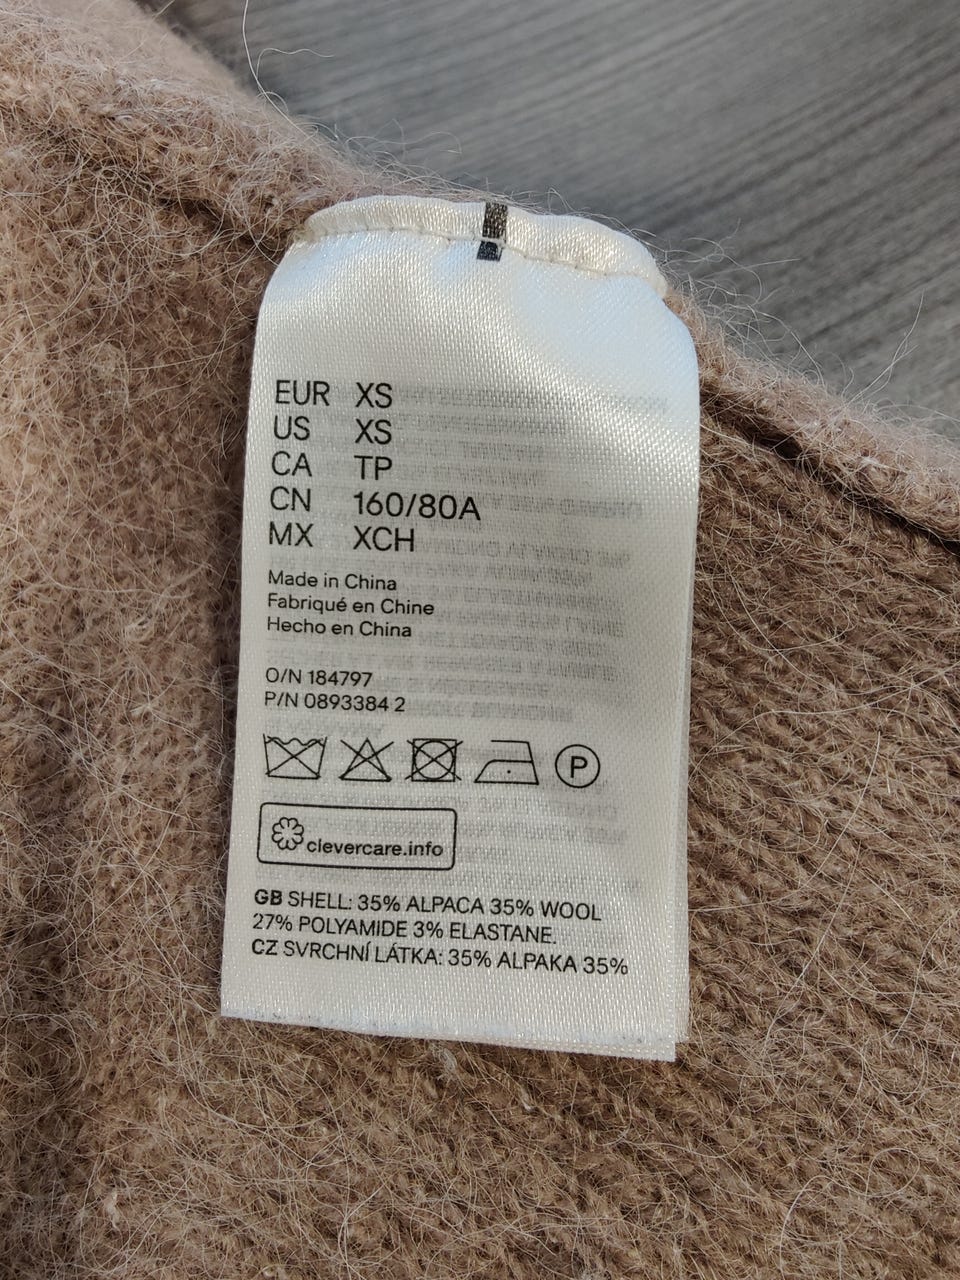 EUR XS
US XS
CA TP
CN 160/80A
MX XCH
Made in China
Fabriqué en Chine
Hecho en China
O/N 184797
P/N 0893384 2
P
clevercare.info
GB SHELL: 35% ALPACA 35% WOOL
27% POLYAMIDE 3% ELASTANE.
CZ SVRCHNÍ LÁTKA: 35% ALPAKA 35%